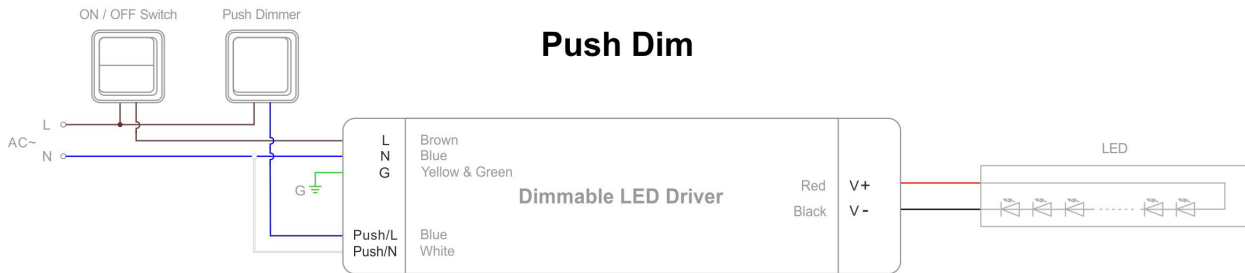 ON / OFF Switch
Push Dimmer
Push Dim
L
AC~
N
G
L
Brown
N
Blue
G
Yellow & Green
Dimmable LED Driver
Push/L
Blue
Push/N
White
Red
V+
Black
V-
LED